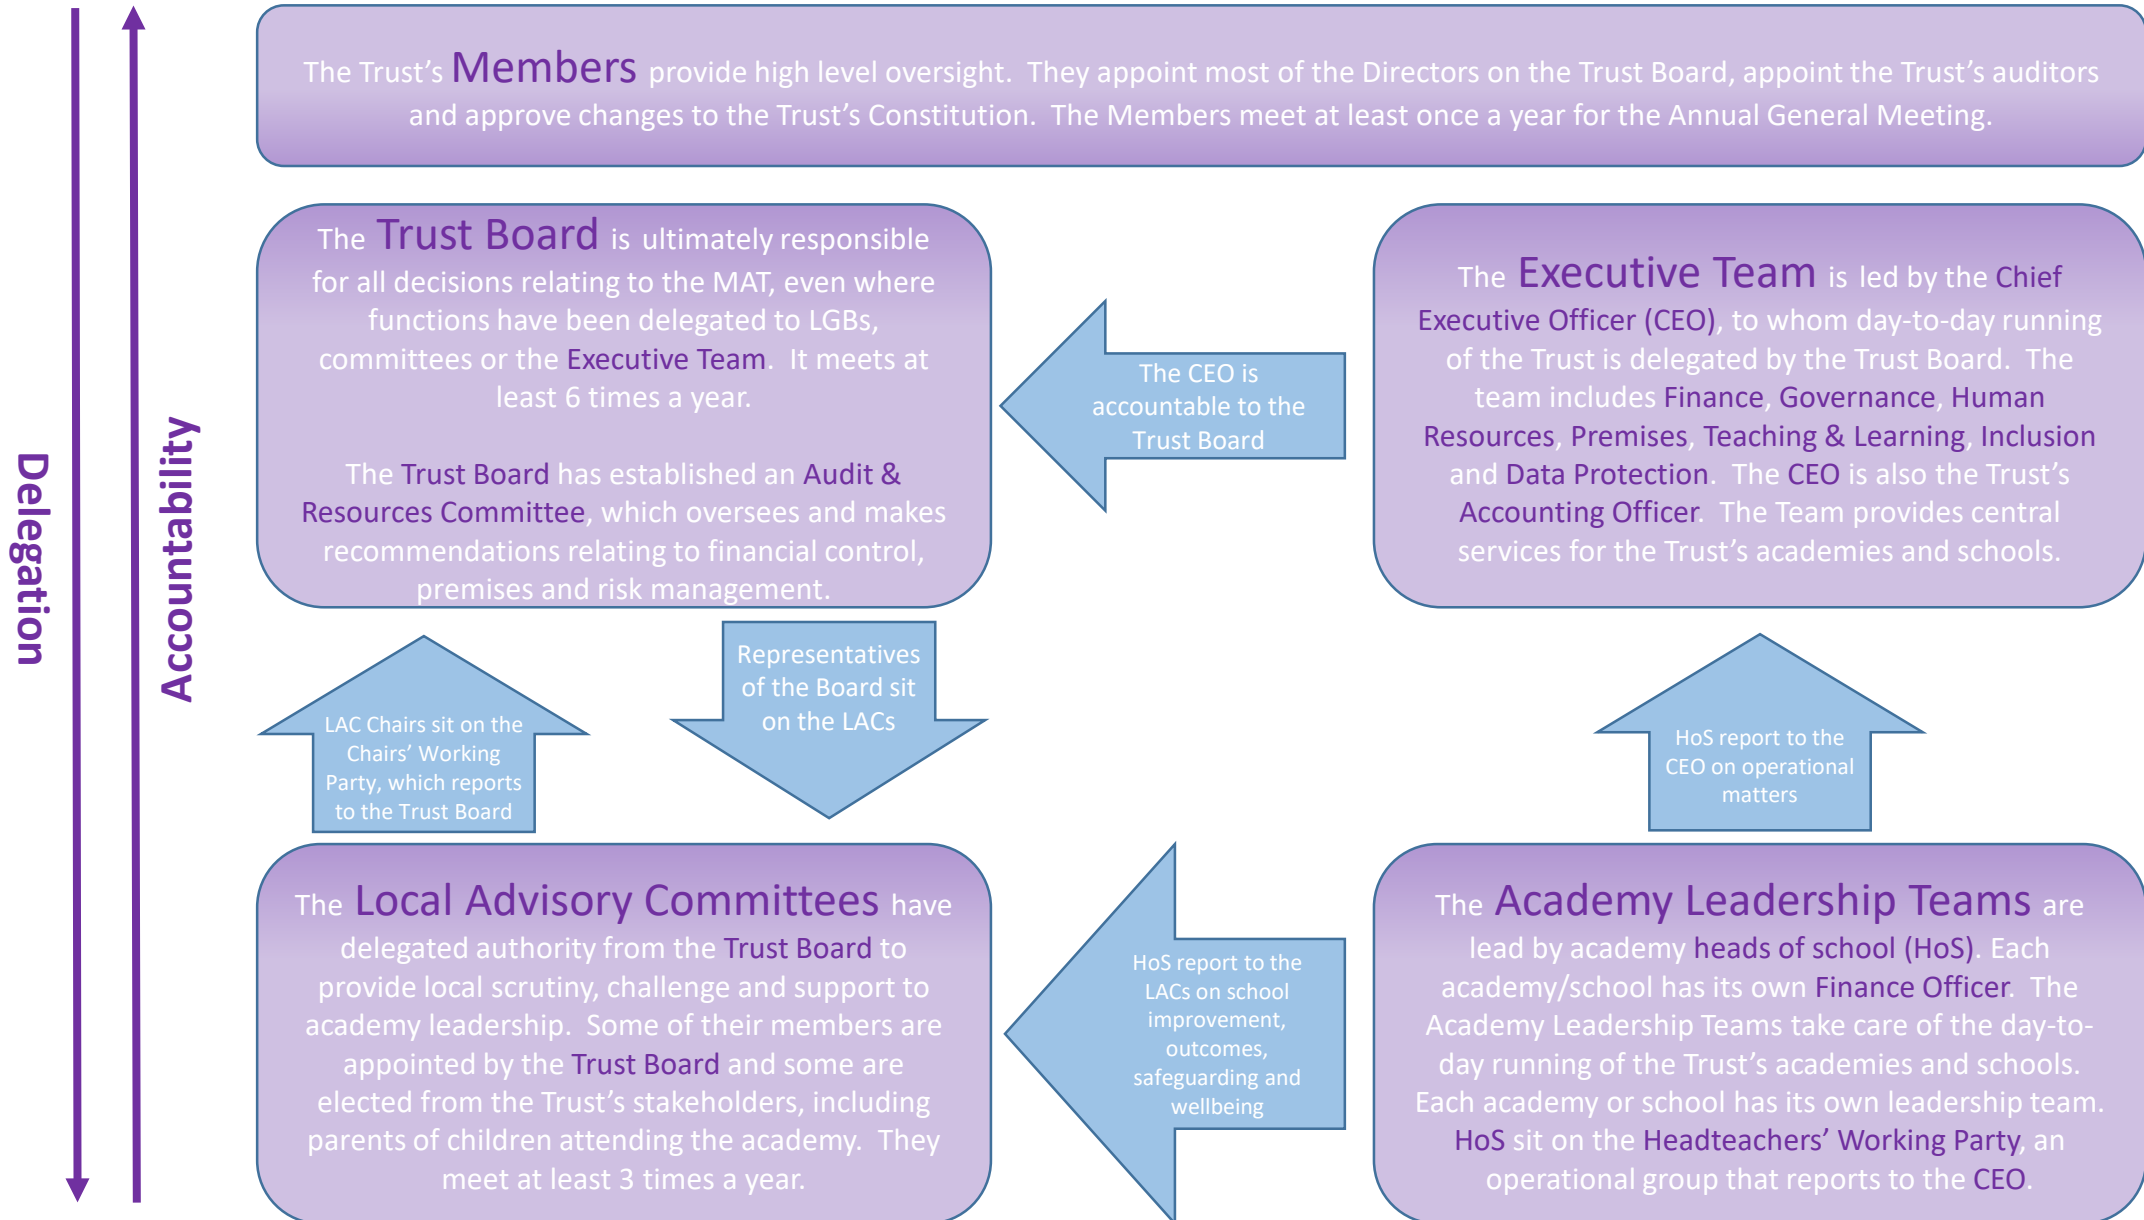 Delegation
Accountability
The Trust's Members provide high level oversight. They appoint most of the Directors on the Trust Board, appoint the Trust's auditors
and approve changes to the Trust's Constitution. The Members meet at least once a year for the Annual General Meeting.
The Trust Board is ultimately responsible
for all decisions relating to the MAT, even where
functions have been delegated to LGBs,
committees or the Executive Team. It meets at
least 6 times a year.
The Trust Board has established an Audit &
Resources Committee, which oversees and makes
recommendations relating to financial control,
premises and risk management.
The CEO is
accountable to the
Trust Board
The Executive Team is led by the Chief
Executive Officer (CEO), to whom day-to-day running
of the Trust is delegated by the Trust Board. The
team includes Finance, Governance, Human
Resources, Premises, Teaching & Learning, Inclusion
and Data Protection. The CEO is also the Trust's
Accounting Officer. The Team provides central
services for the Trust's academies and schools.
LAC Chairs sit on the
Chairs' Working
Party, which reports
to the Trust Board
Representatives
of the Board sit
on the LACs
HoS report to the
CEO on operational
matters
The Local Advisory Committees have
delegated authority from the Trust Board to
provide local scrutiny, challenge and support to
academy leadership. Some of their members are
appointed by the Trust Board and some are
elected from the Trust's stakeholders, including
parents of children attending the academy. They
meet at least 3 times a year.
HoS report to the
LACs on school
improvement,
outcomes,
safeguarding and
wellbeing
The Academy Leadership Teams are
lead by academy heads of school (HoS). Each
academy/school has its own Finance Officer. The
Academy Leadership Teams take care of the day-to-
day running of the Trust's academies and schools.
Each academy or school has its own leadership team.
HoS sit on the Headteachers' Working Party, an
operational group that reports to the CEO.